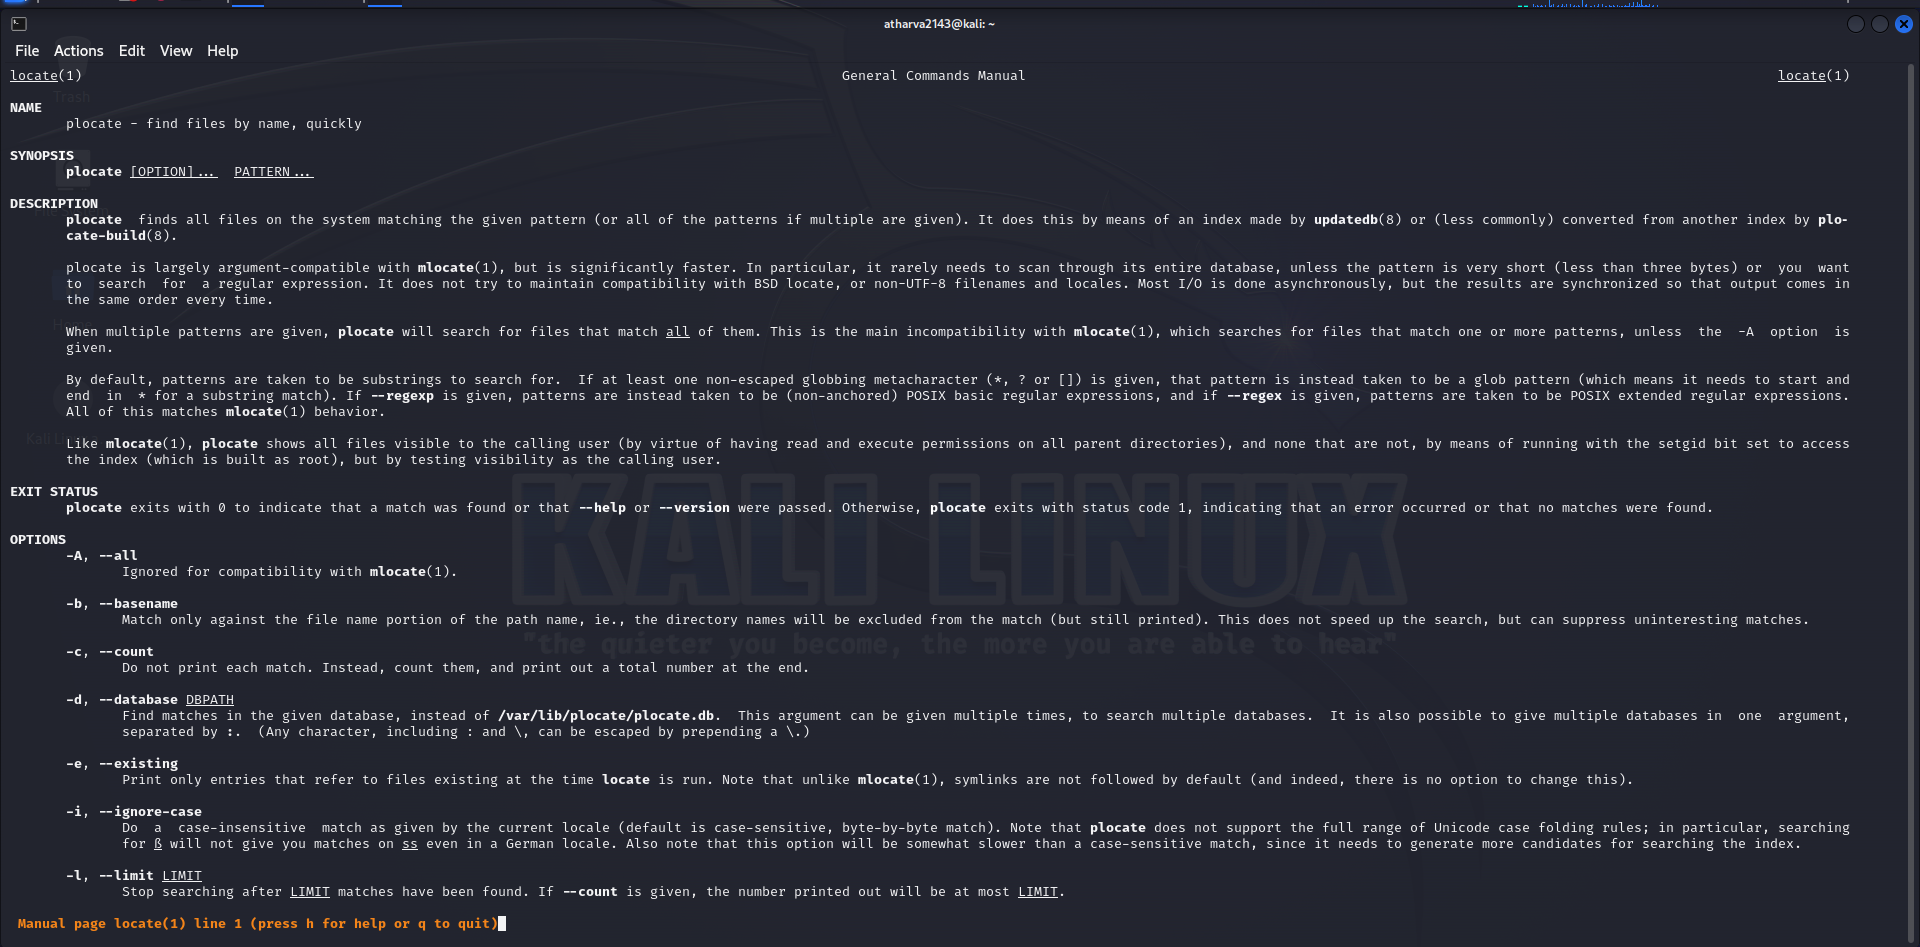 atharva2143@kali: ~
File Actions Edit View Help
locate(1) General Commands Manual locate(1)
Trash
NAME
plocate - find files by name, quickly
SYNOPSIS
plocate [OPTION]... PATTERN...
DESCRIPTION
plocate finds all files on the system matching the given pattern (or all of the patterns if multiple are given). It does this by means of an index made by updatedb(8) or (less commonly) converted from another index by plo-
cate-build(8).
plocate is largely argument-compatible with mlocate(1), but is significantly faster. In particular, it rarely needs to scan through its entire database, unless the pattern is very short (less than three bytes) or you want
to search for a regular expression. It does not try to maintain compatibility with BSD locate, or non-UTF-8 filenames and locales. Most I/O is done asynchronously, but the results are synchronized so that output comes in
the same order every time.
When multiple patterns are given, plocate will search for files that match all of them. This is the main incompatibility with mlocate(1), which searches for files that match one or more patterns, unless the -A option is
given.
By default, patterns are taken to be substrings to search for. If at least one non-escaped globbing metacharacter (*, ? or []) is given, that pattern is instead taken to be a glob pattern (which means it needs to start and
end in * for a substring match). If --regexp is given, patterns are instead taken to be (non-anchored) POSIX basic regular expressions, and if --regex is given, patterns are taken to be POSIX extended regular expressions.
All of this matches mlocate(1) behavior.
Like mlocate(1), plocate shows all files visible to the calling user (by virtue of having read and execute permissions on all parent directories), and none that are not, by means of running with the setgid bit set to access
the index (which is built as root), but by testing visibility as the calling user.
EXIT STATUS
plocate exits with 0 to indicate that a match was found or that --help or --version were passed. Otherwise, plocate exits with status code 1, indicating that an error occurred or that no matches were found.
OPTIONS
-A, --all
Ignored for compatibility with mlocate(1).
KALI LINUX
-b, --basename
Match only against the file name portion of the path name, ie., the directory names will be excluded from the match (but still printed). This does not speed up the search, but can suppress uninteresting matches.
"the quieter you become, the more you are able to hear"
-c, --count
Do not print each match. Instead, count them, and print out a total number at the end.
-d, --database DBPATH
Find matches in the given database, instead of /var/lib/plocate/plocate.db. This argument can be given multiple times, to search multiple databases. It is also possible to give multiple databases in one argument,
separated by :. (Any character, including : and \, can be escaped by prepending a \.)
-e, --existing
Print only entries that refer to files existing at the time locate is run. Note that unlike mlocate(1), symlinks are not followed by default (and indeed, there is no option to change this).
-i, --ignore-case
Do a case-insensitive match as given by the current locale (default is case-sensitive, byte-by-byte match). Note that plocate does not support the full range of Unicode case folding rules; in particular, searching
for ß will not give you matches on ss even in a German locale. Also note that this option will be somewhat slower than a case-sensitive match, since it needs to generate more candidates for searching the index.
-l, --limit LIMIT
Stop searching after LIMIT matches have been found. If --count is given, the number printed out will be at most LIMIT.
Manual page locate(1) line 1 (press h for help or q to quit)